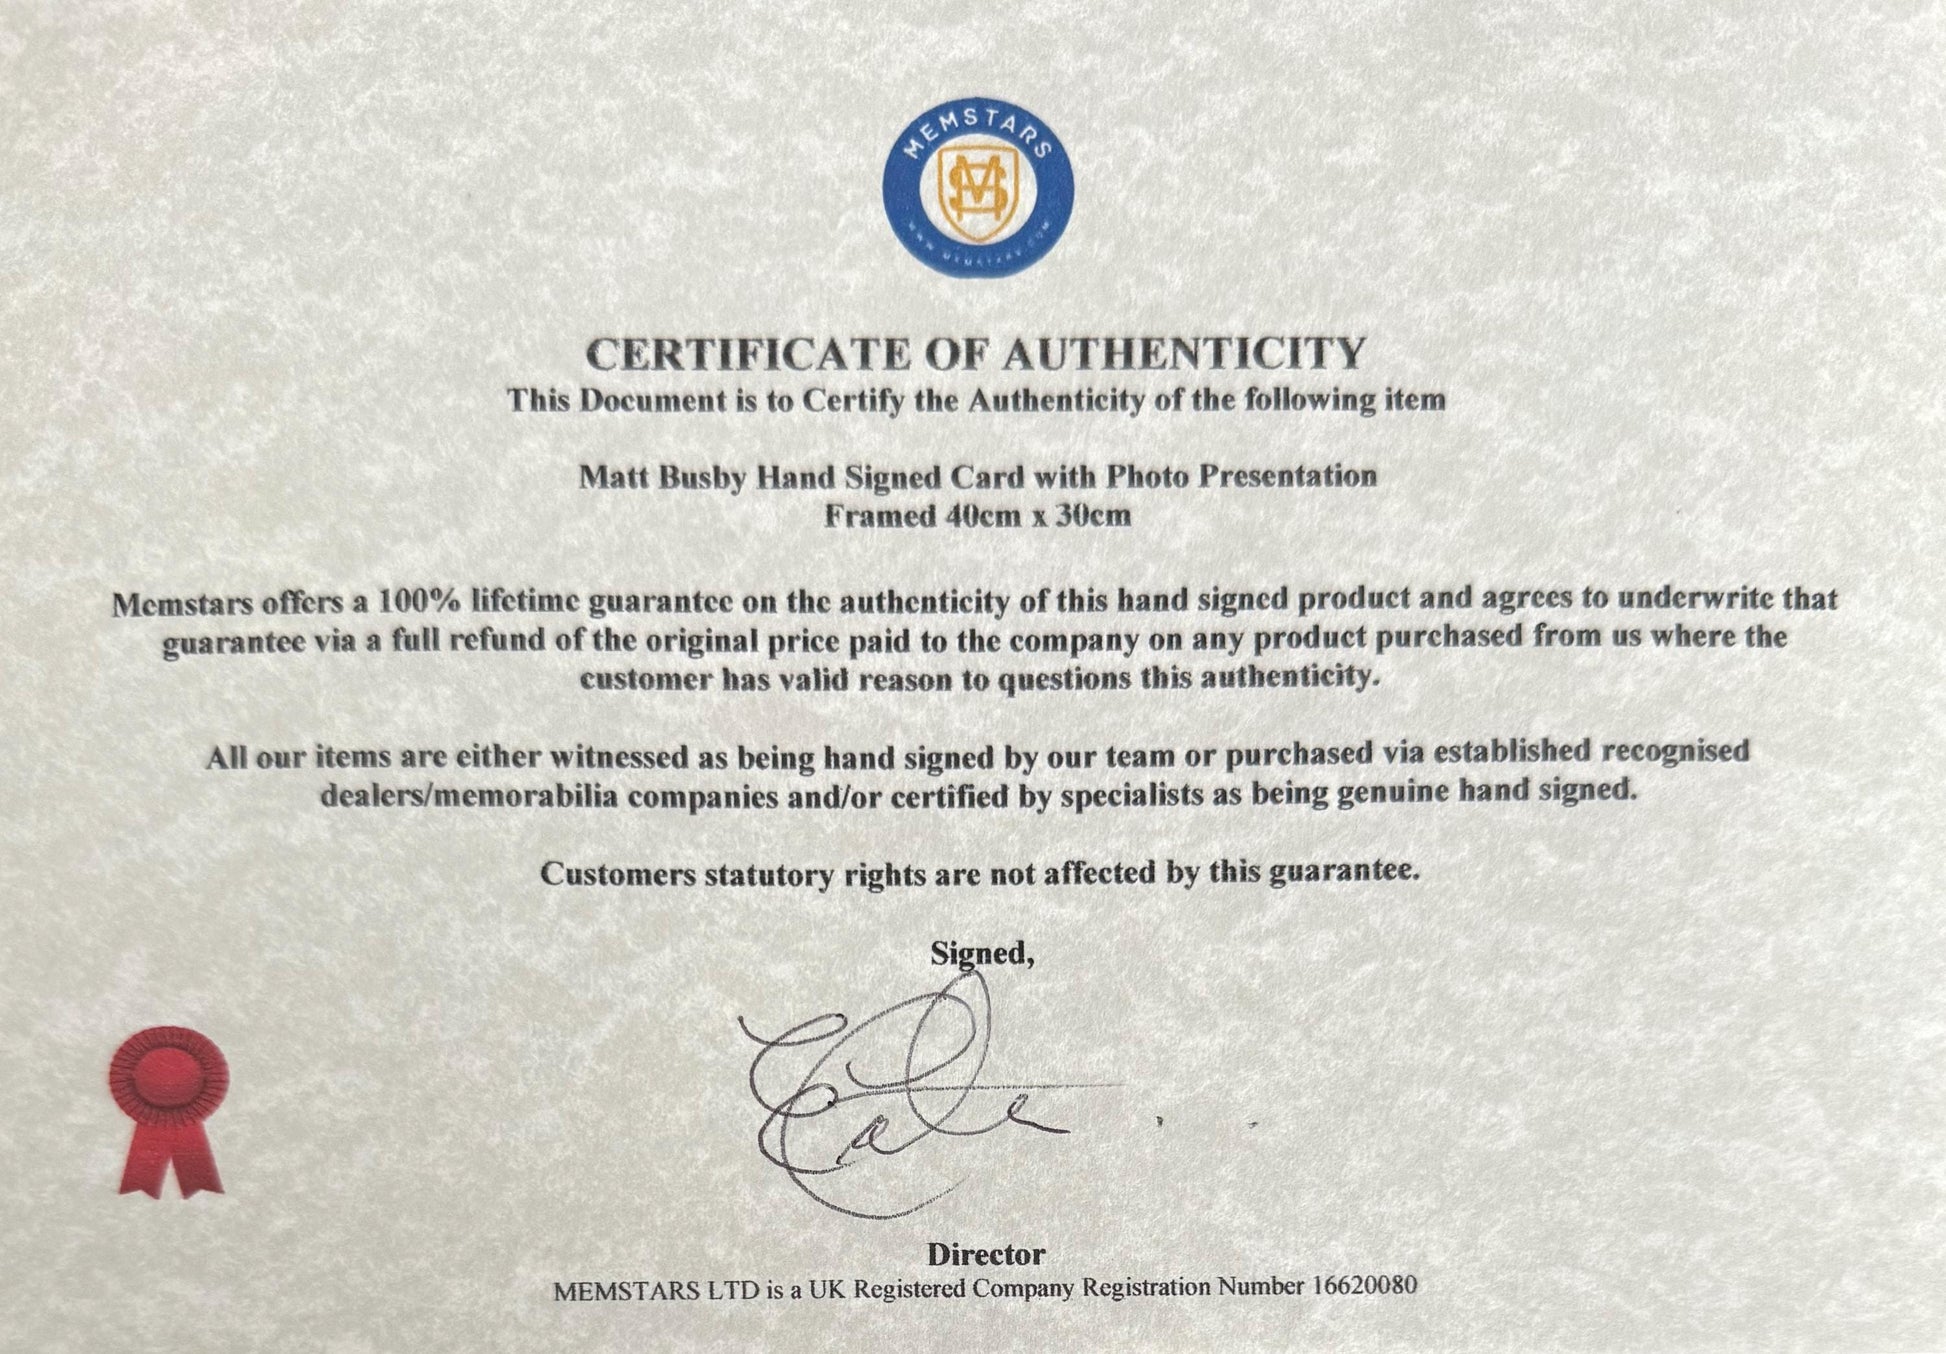 MEMSTARS
WWW.MEMSTARS.COM
CERTIFICATE OF AUTHENTICITY
This Document is to Certify the Authenticity of the following item
Matt Busby Hand Signed Card with Photo Presentation
Framed 40cm x 30cm
Memstars offers a 100% lifetime guarantee on the authenticity of this hand signed product and agrees to underwrite that
guarantee via a full refund of the original price paid to the company on any product purchased from us where the
customer has valid reason to questions this authenticity.
All our items are either witnessed as being hand signed by our team or purchased via established recognised
dealers/memorabilia companies and/or certified by specialists as being genuine hand signed.
Customers statutory rights are not affected by this guarantee.
Signed,
Director
MEMSTARS LTD is a UK Registered Company Registration Number 16620080